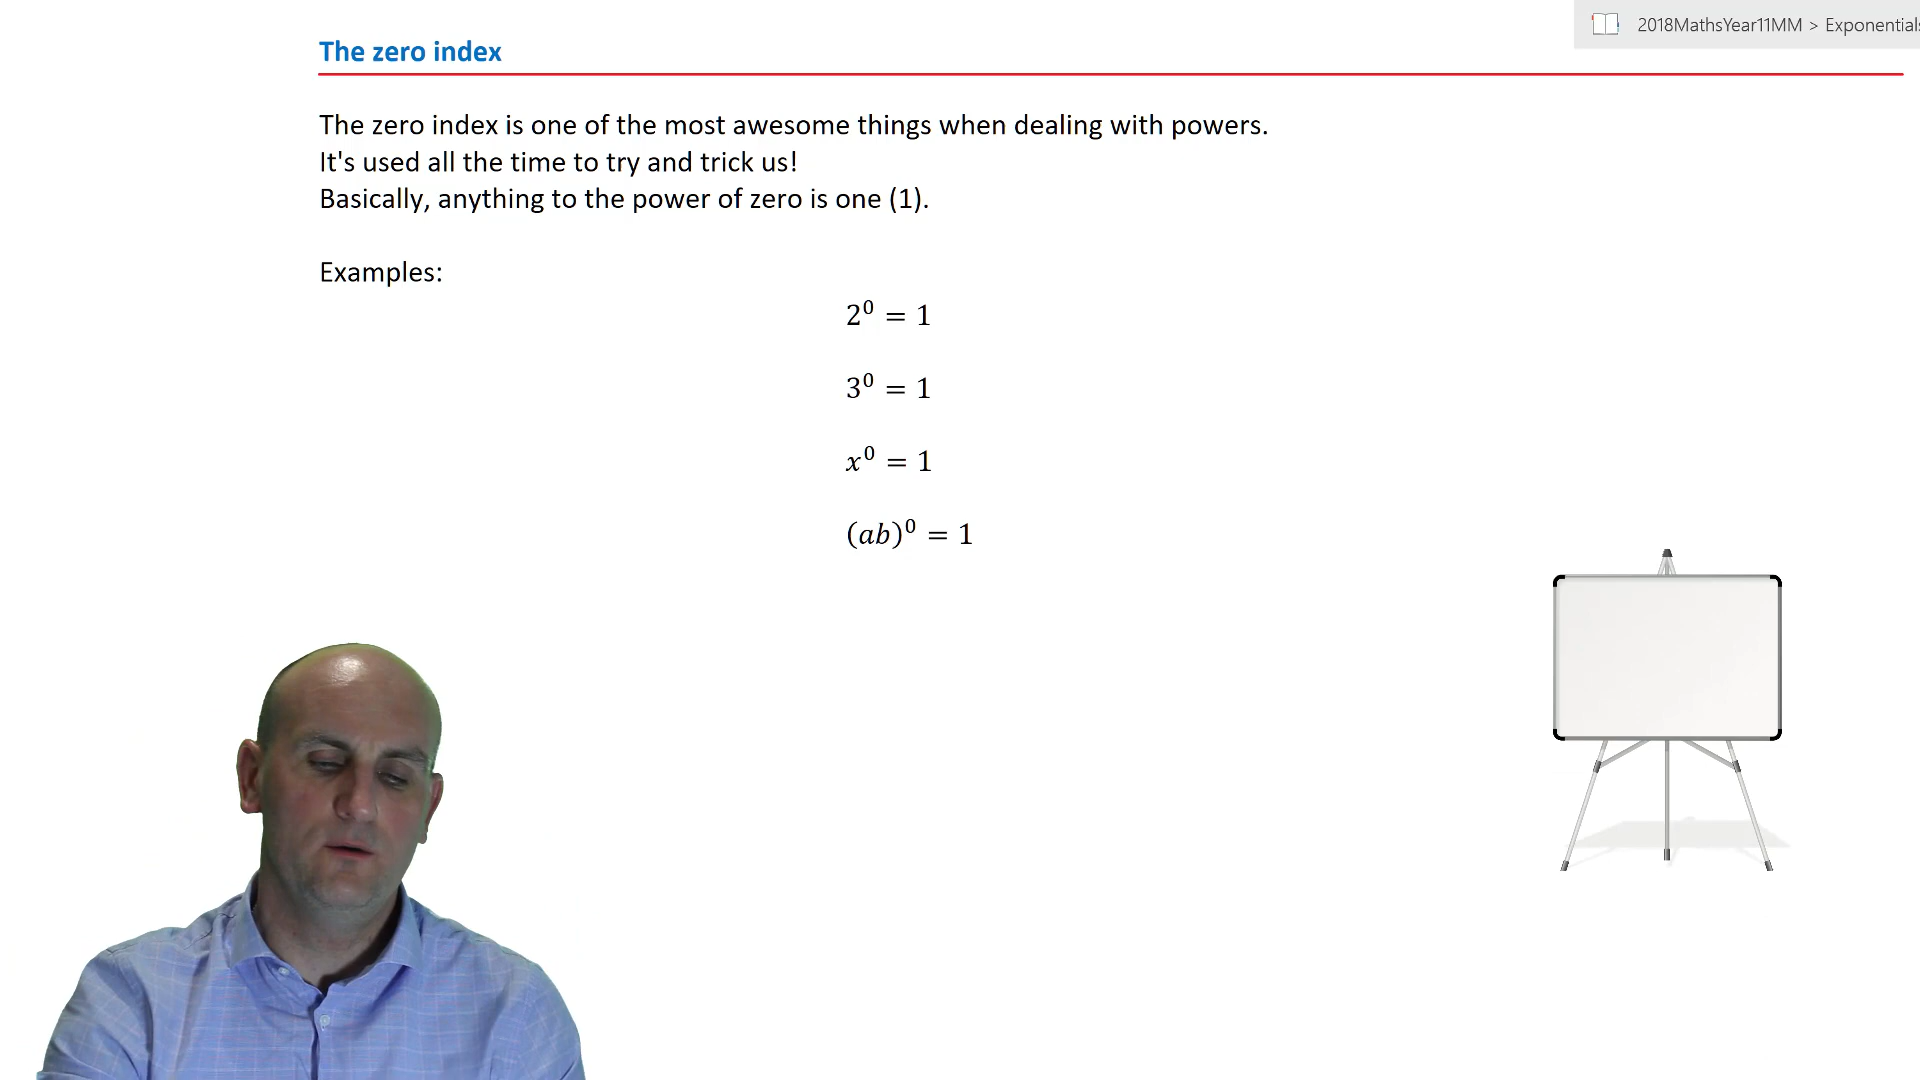 2018MathsYear11MM > Exponentials
The zero index
The zero index is one of the most awesome things when dealing with powers.
It's used all the time to try and trick us!
Basically, anything to the power of zero is one (1).
Examples:
2⁰ = 1
3⁰ = 1
x⁰ = 1
(ab)⁰ = 1